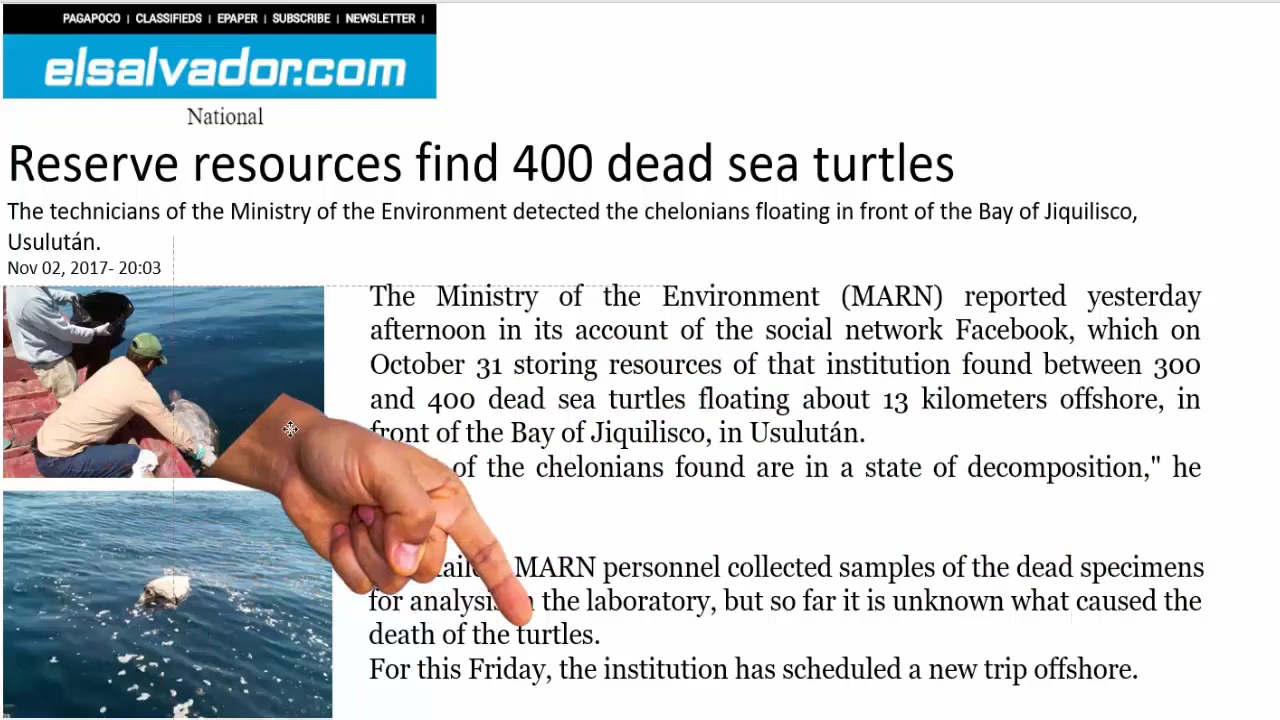 PAGAPOCO | CLASSIFIEDS | EPAPER | SUBSCRIBE | NEWSLETTER |
elsalvador.com
National
Reserve resources find 400 dead sea turtles
The technicians of the Ministry of the Environment detected the chelonians floating in front of the Bay of Jiquilisco,
Usulután.
Nov 02, 2017- 20:03
The Ministry of the Environment (MARN) reported yesterday
afternoon in its account of the social network Facebook, which on
October 31 storing resources of that institution found between 300
and 400 dead sea turtles floating about 13 kilometers offshore, in
front of the Bay of Jiquilisco, in Usulután.
of the chelonians found are in a state of decomposition," he
MARN personnel collected samples of the dead specimens
for analysis the laboratory, but so far it is unknown what caused the
death of the turtles.
For this Friday, the institution has scheduled a new trip offshore.